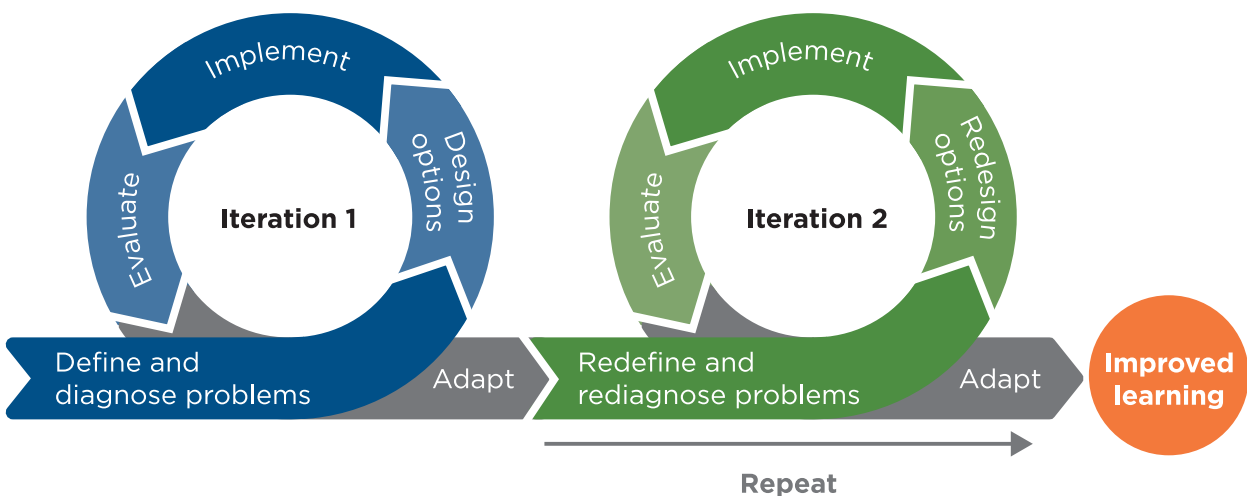 Define and
diagnose problems
Design
options
Implement
Evaluate
Iteration 1
Adapt
Redefine and
rediagnose problems
Redesign
options
Implement
Evaluate
Iteration 2
Adapt
Improved
learning
Repeat